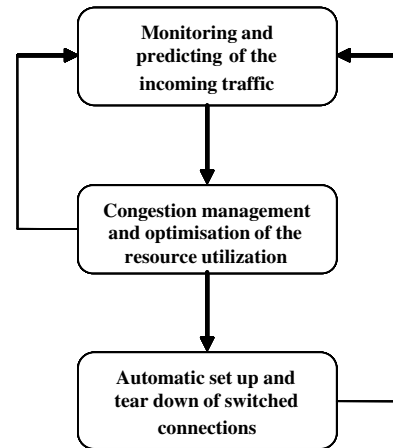 Monitoring and
predicting of the
incoming traffic
Congestion management
and optimisation of the
resource utilization
Automatic set up and
tear down of switched
connections